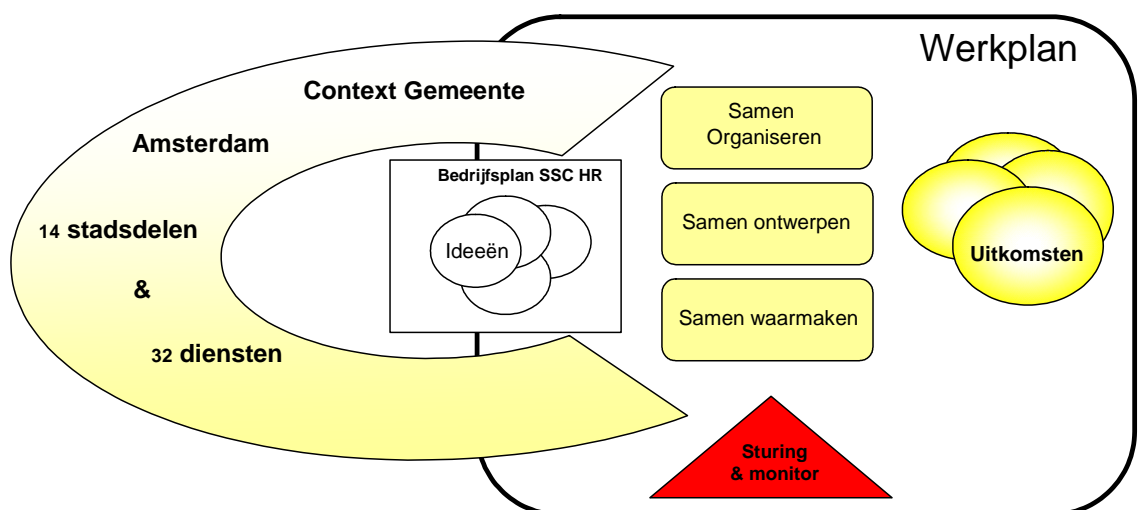 Werkplan
Context Gemeente
Amsterdam
14 stadsdelen
&
32 diensten
Bedrijfsplan SSC HR
Ideeën
Samen
Organiseren
Samen ontwerpen
Samen waarmaken
Uitkomsten
Sturing
& monitor